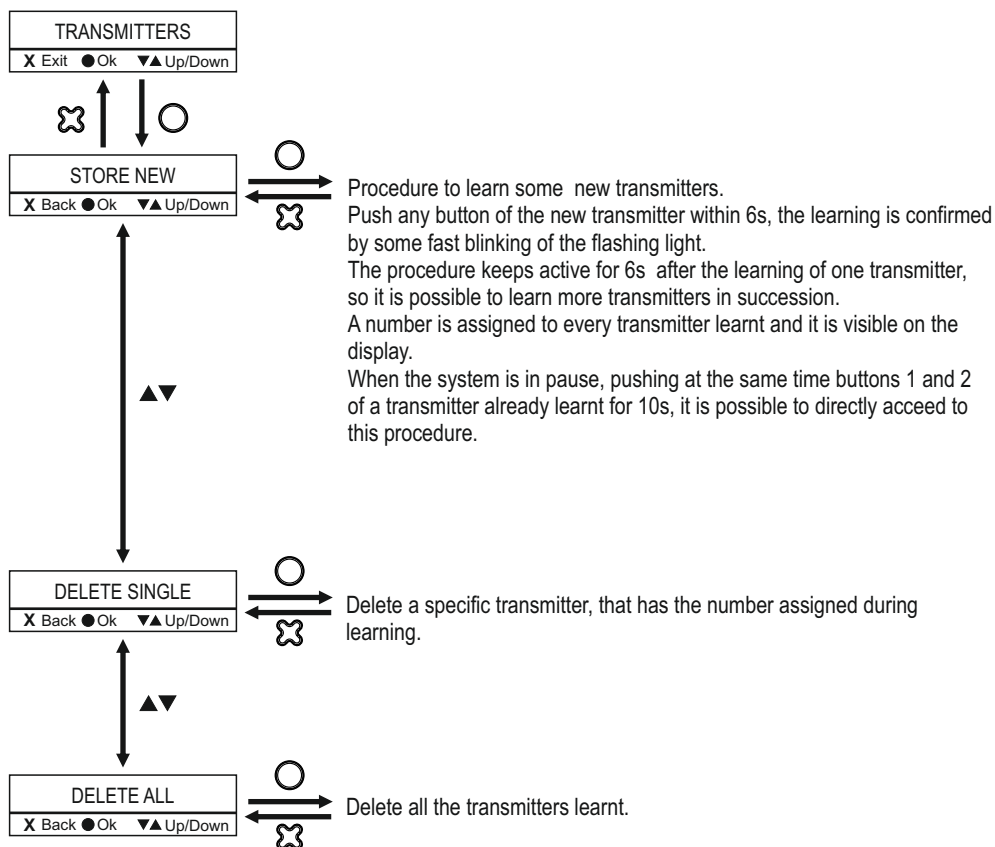 TRANSMITTERS
X Exit ●Ok ▼▲Up/Down
STORE NEW
X Back ●Ok ▼▲Up/Down
Procedure to learn some new transmitters.
Push any button of the new transmitter within 6s, the learning is confirmed
by some fast blinking of the flashing light.
The procedure keeps active for 6s after the learning of one transmitter,
so it is possible to learn more transmitters in succession.
A number is assigned to every transmitter learnt and it is visible on the
display.
When the system is in pause, pushing at the same time buttons 1 and 2
of a transmitter already learnt for 10s, it is possible to directly acceed to
this procedure.
▲▼
DELETE SINGLE
X Back ●Ok ▼▲Up/Down
Delete a specific transmitter, that has the number assigned during
learning.
▲▼
DELETE ALL
X Back ●Ok ▼▲Up/Down
Delete all the transmitters learnt.